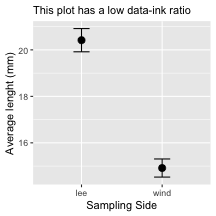 This plot has a low data-ink ratio
Average lenght (mm)
20
18
16
lee
wind
Sampling Side